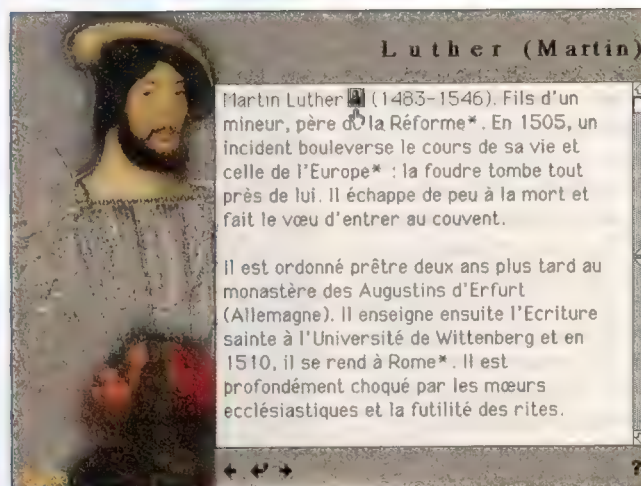 Luther (Martin)
Martin Luther (1483-1546). Fils d'un
mineur, père de la Réforme*. En 1505, un
incident bouleverse le cours de sa vie et
celle de l'Europe* : la foudre tombe tout
près de lui. Il échappe de peu à la mort et
fait le vœu d'entrer au couvent.
Il est ordonné prêtre deux ans plus tard au
monastère des Augustins d'Erfurt
(Allemagne). Il enseigne ensuite l'Ecriture
sainte à l'Université de Wittenberg et en
1510, il se rend à Rome*. Il est
profondément choqué par les mœurs
ecclésiastiques et la futilité des rites.
?